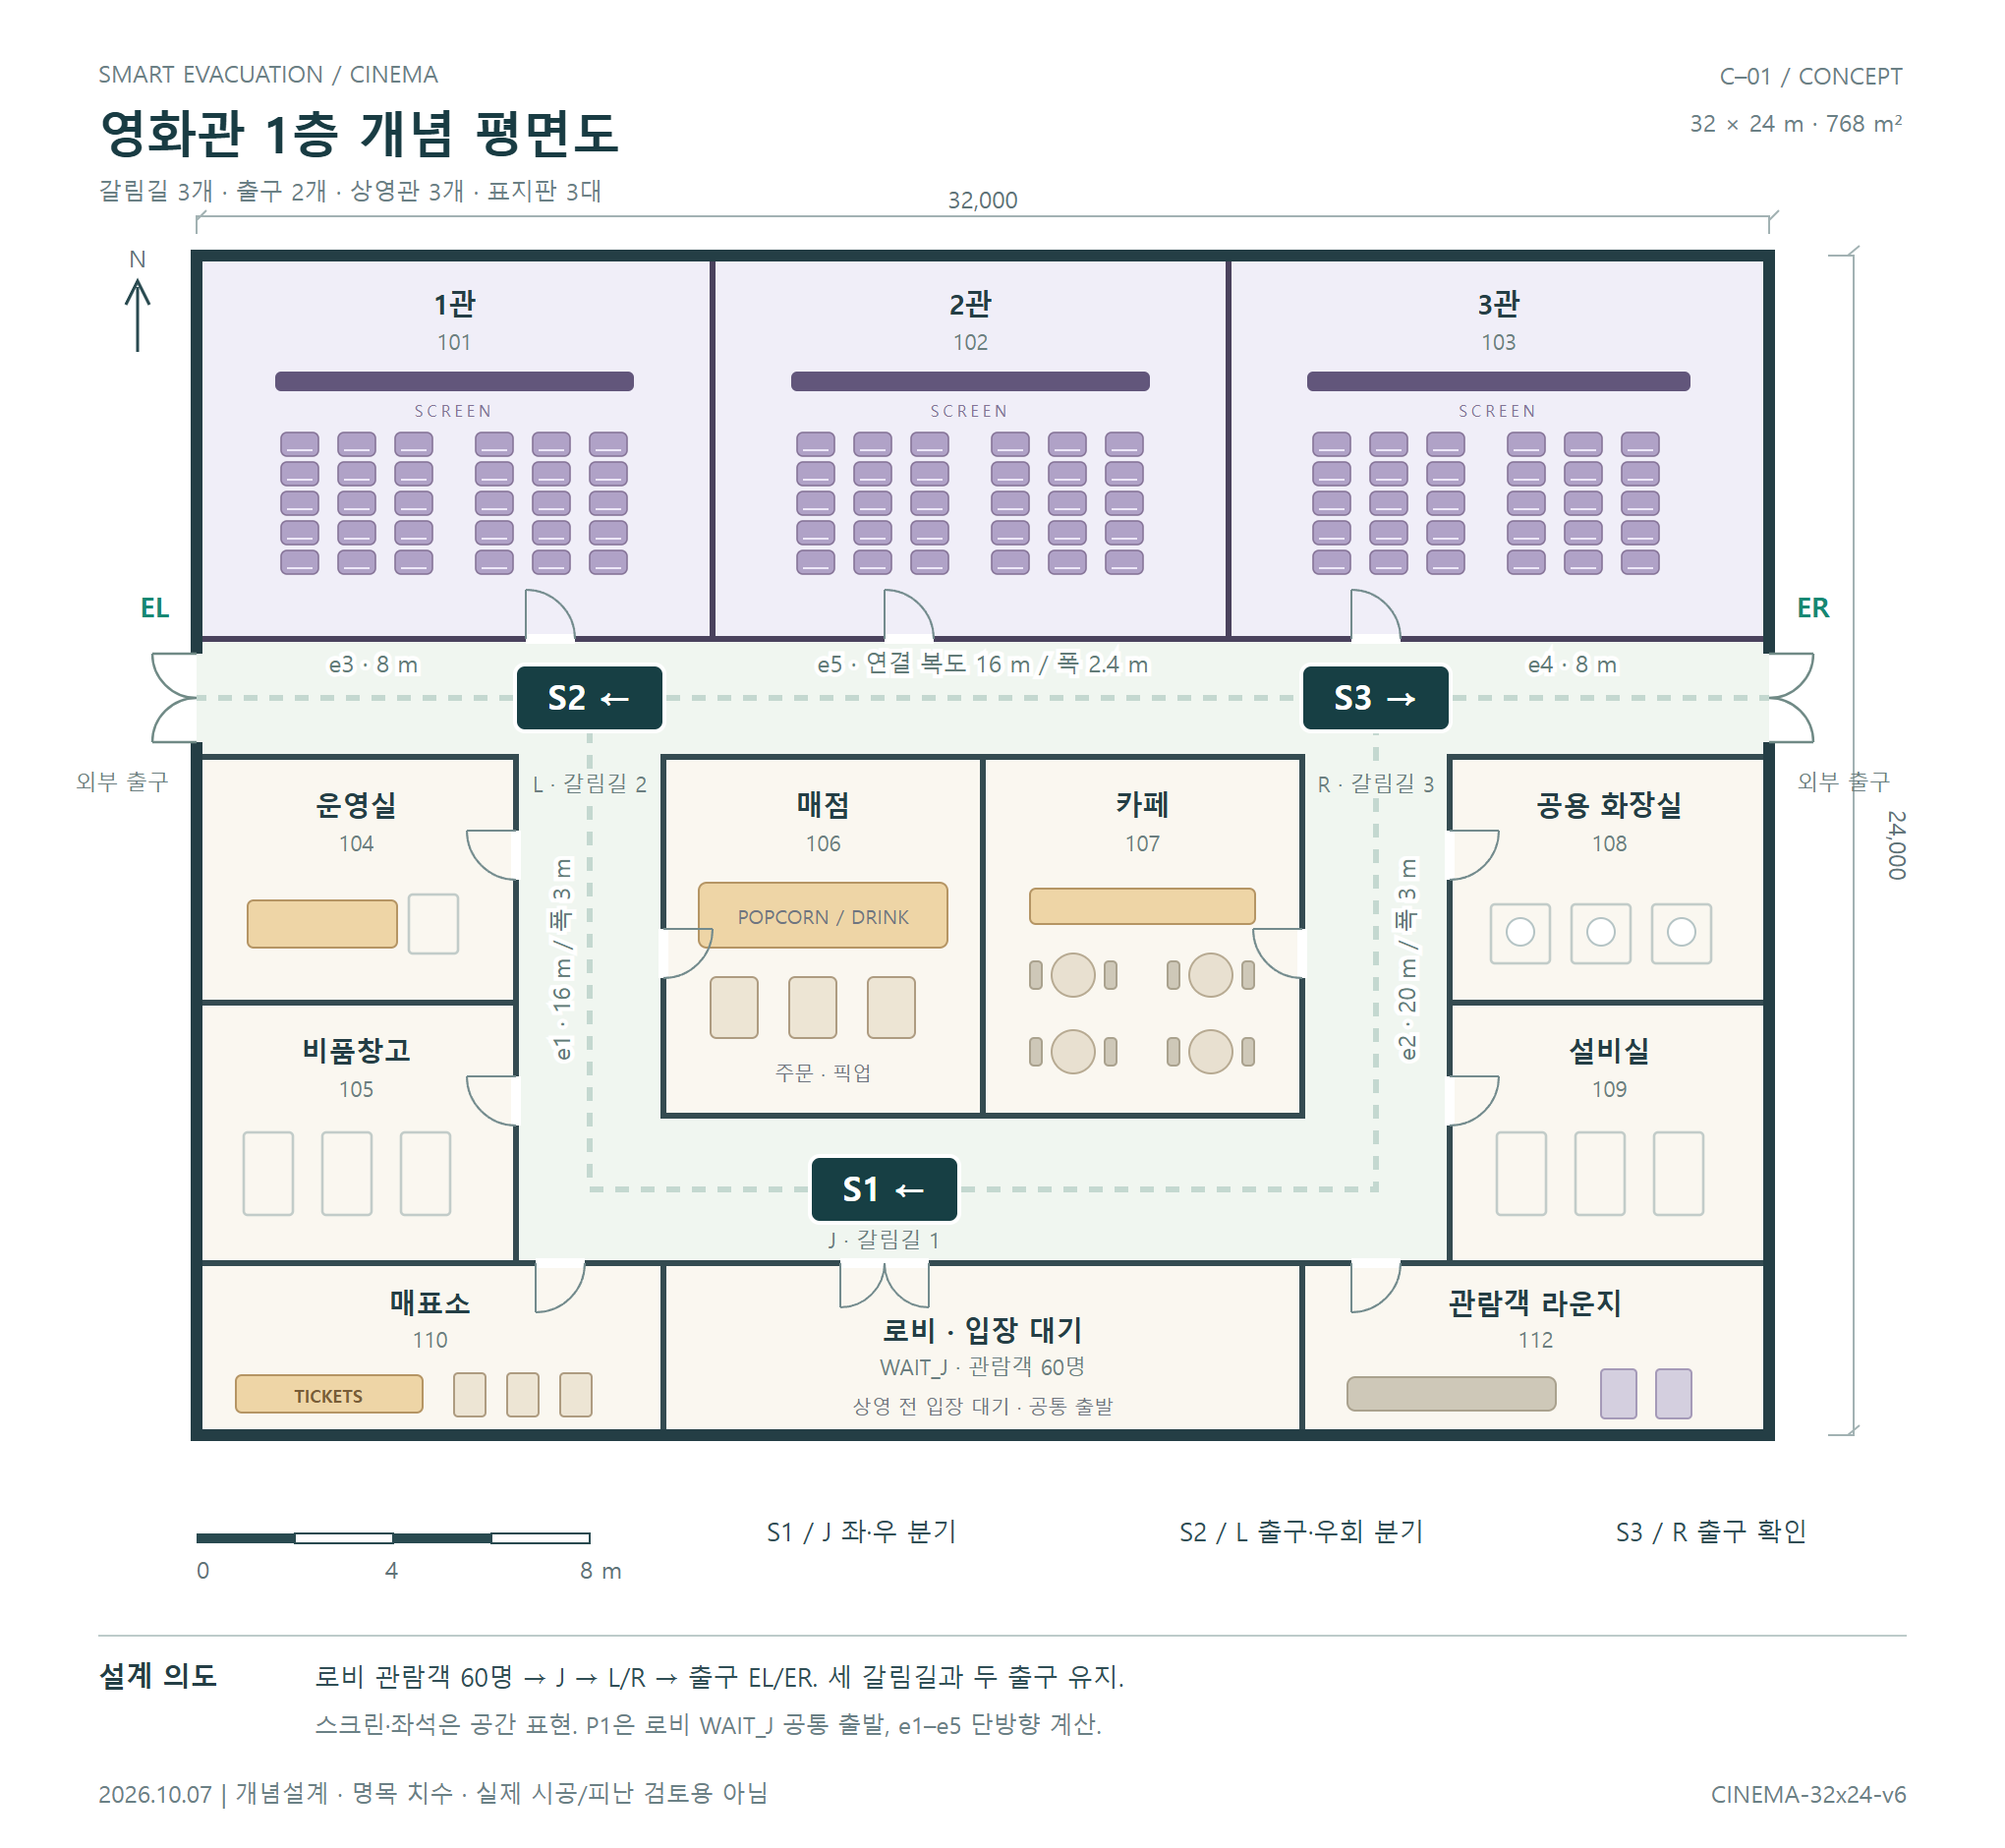 SMART EVACUATION / CINEMA
C–01 / CONCEPT
영화관 1층 개념 평면도
32 × 24 m · 768 m²
갈림길 3개 · 출구 2개 · 상영관 3개 · 표지판 3대
32,000
N
1관
2관
3관
101
102
103
SCREEN
SCREEN
SCREEN
EL
ER
e3 · 8 m
e5 · 연결 복도 16 m / 폭 2.4 m
e4 · 8 m
S2 ←
S3 →
외부 출구
L · 갈림길 2
R · 갈림길 3
외부 출구
운영실
매점
카페
공용 화장실
104
106
107
108
24,000
POPCORN / DRINK
e1 · 16 m / 폭 3 m
e2 · 20 m / 폭 3 m
비품창고
설비실
주문 · 픽업
105
109
S1 ←
J · 갈림길 1
매표소
로비 · 입장 대기
관람객 라운지
110
WAIT_J · 관람객 60명
112
TICKETS
상영 전 입장 대기 · 공통 출발
0
4
8 m
S1 / J 좌·우 분기
S2 / L 출구·우회 분기
S3 / R 출구 확인
설계 의도
로비 관람객 60명 → J → L/R → 출구 EL/ER. 세 갈림길과 두 출구 유지.
스크린·좌석은 공간 표현. P1은 로비 WAIT_J 공통 출발, e1–e5 단방향 계산.
2026.10.07 | 개념설계 · 명목 치수 · 실제 시공/피난 검토용 아님
CINEMA-32x24-v6